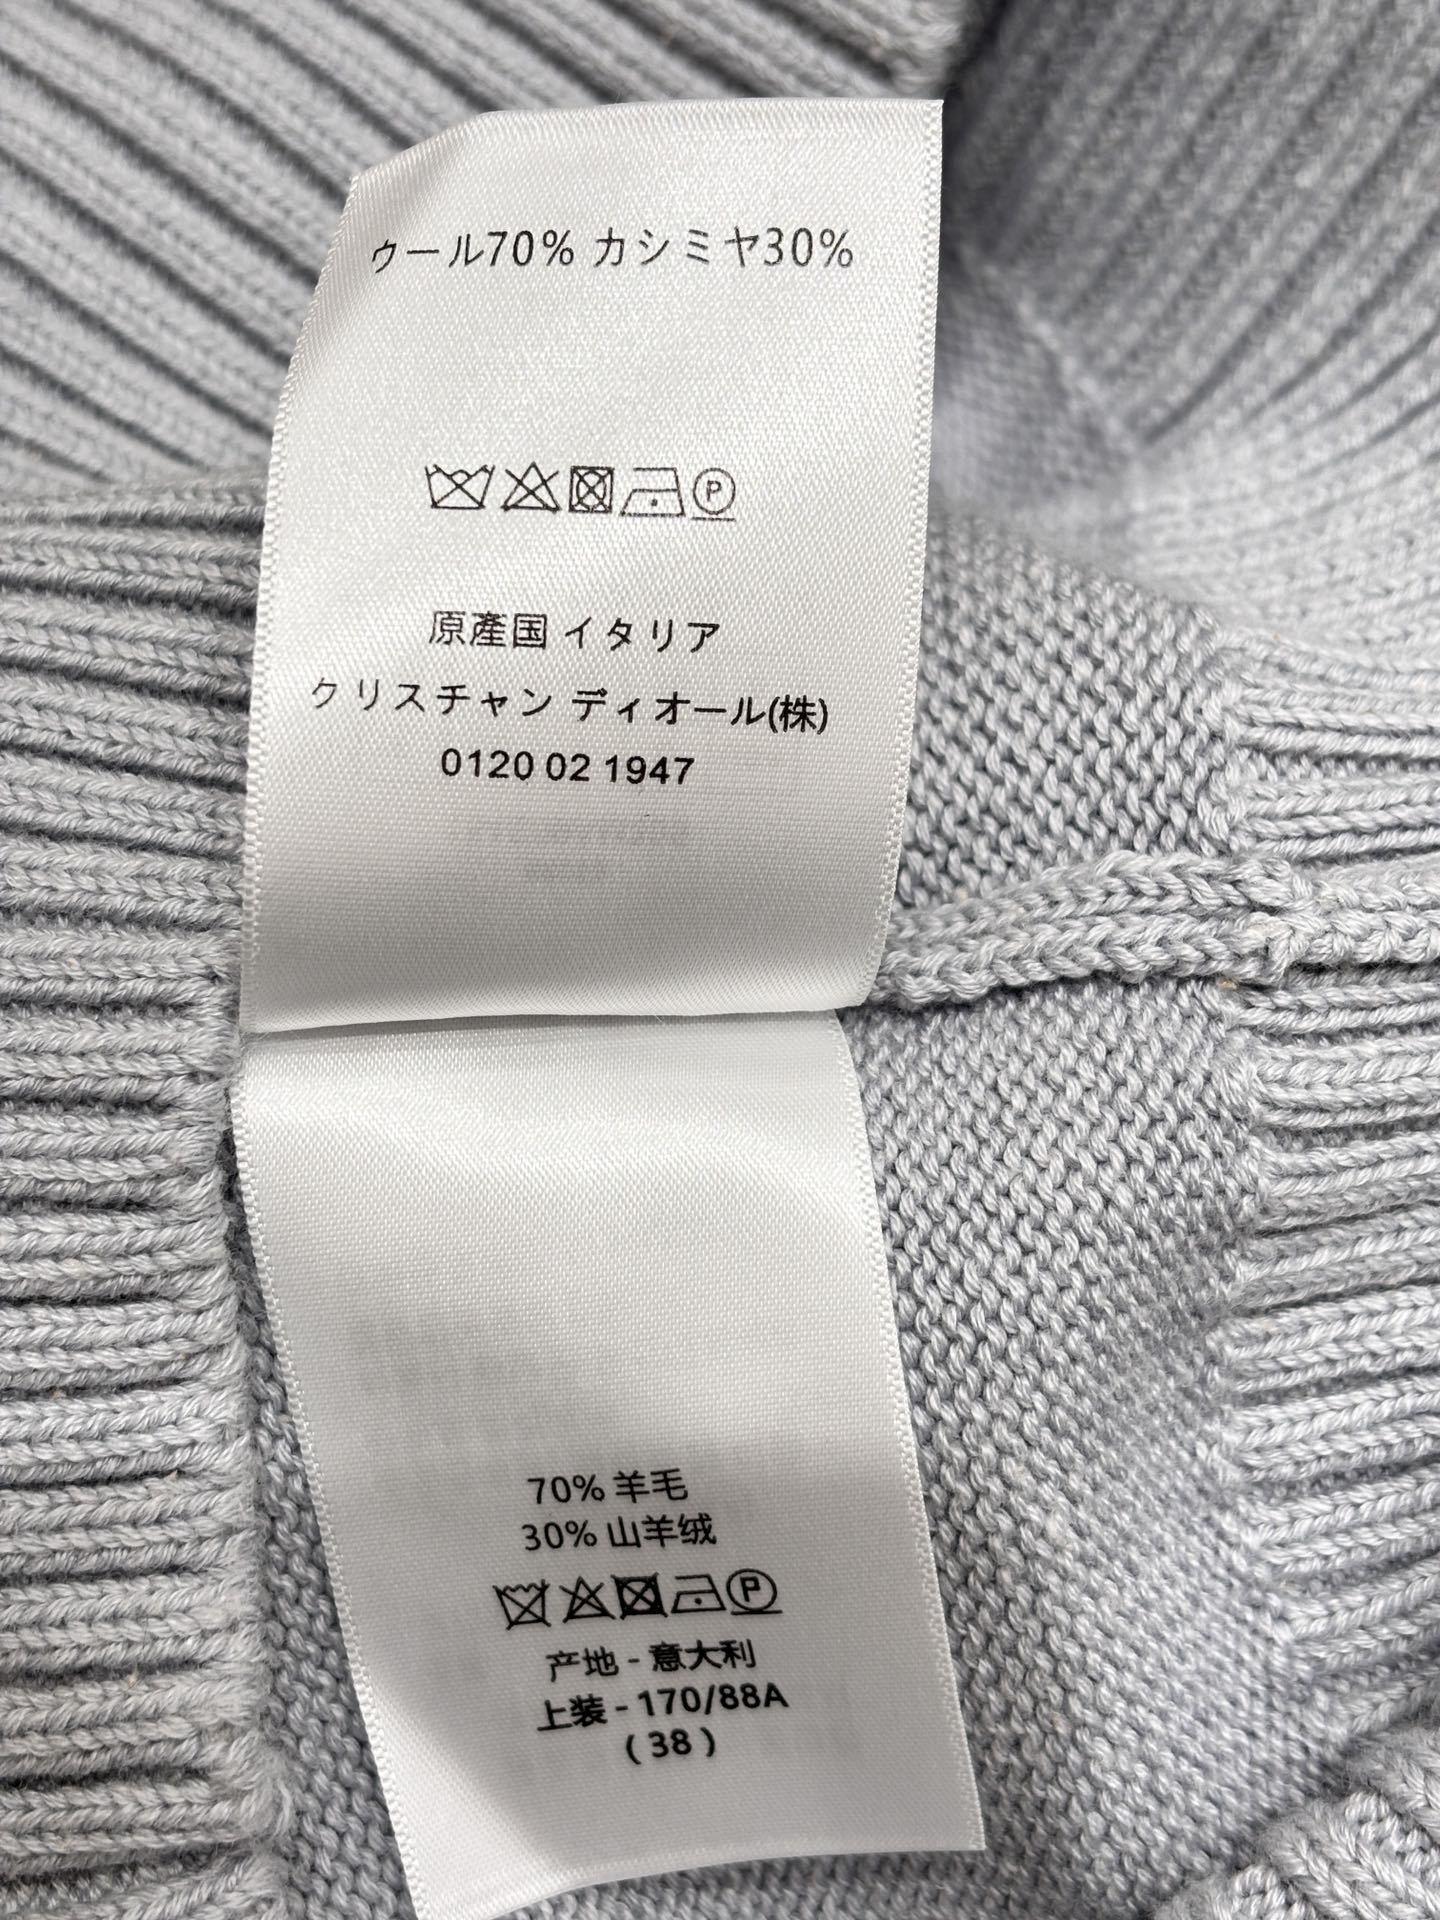 ウール70% カシミヤ30%
P
原產国 イタリア
クリスチャン ディオール(株)
0120 02 1947
70% 羊毛
30% 山羊绒
P
产地 - 意大利
上装 - 170/88A
( 38 )